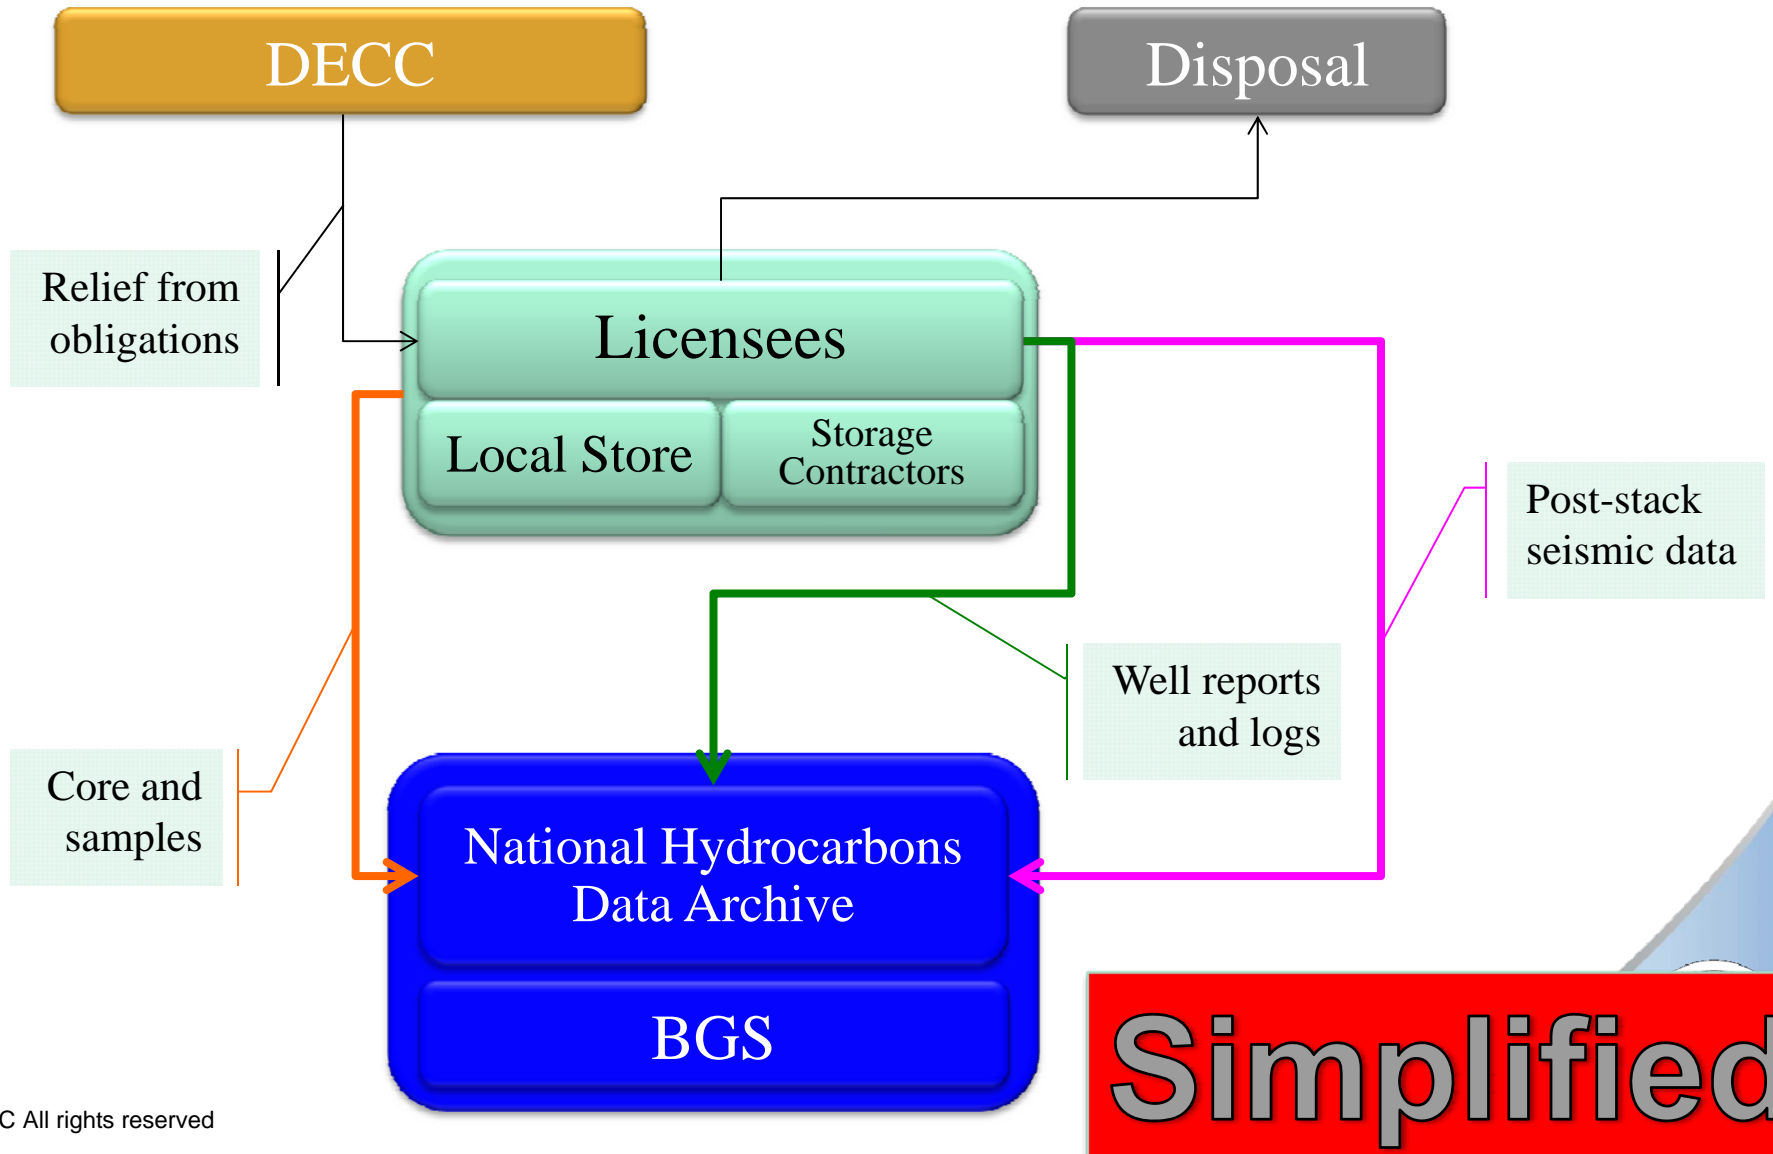 DECC
Disposal
Relief from
obligations
Licensees
Local Store
Storage
Contractors
Post-stack
seismic data
Well reports
and logs
Core and
samples
National Hydrocarbons
Data Archive
BGS
Simplified
C All rights reserved